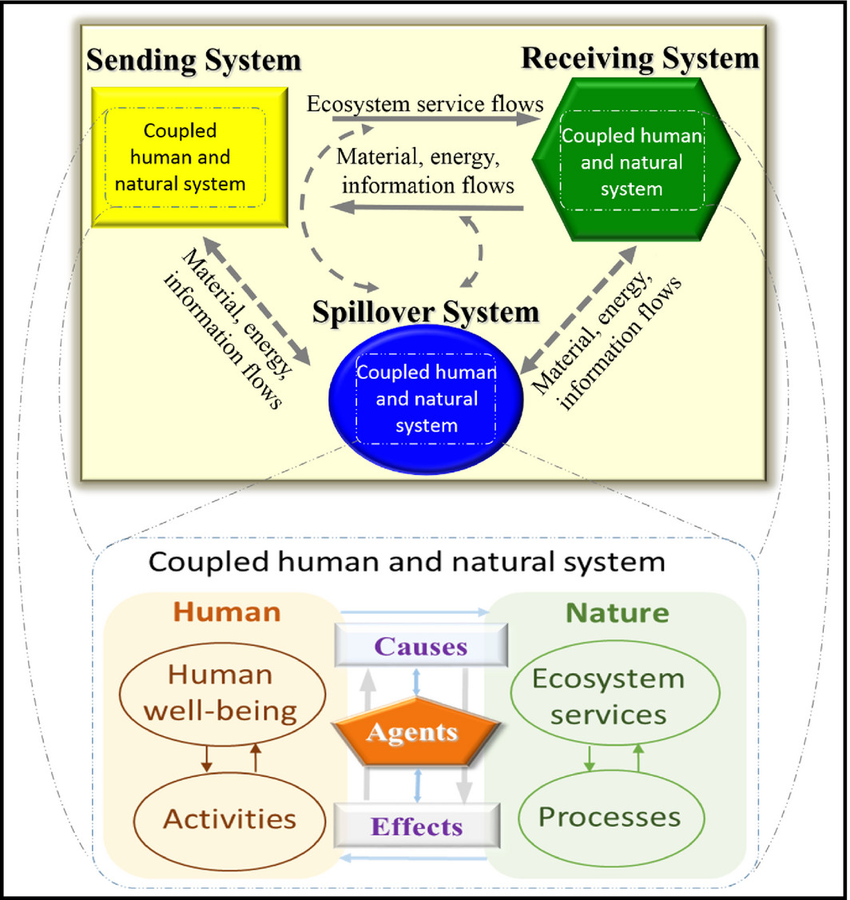 Sending System
Receiving System
Ecosystem service flows
Coupled
human and
natural system
Coupled human
and natural
system
Material, energy,
information flows
Material, energy,
information flows
Material, energy,
information flows
Spillover System
Coupled human
and natural
system
Coupled human and natural system
Human
Nature
Causes
Human
well-being
Ecosystem
services
Agents
Activities
Processes
Effects